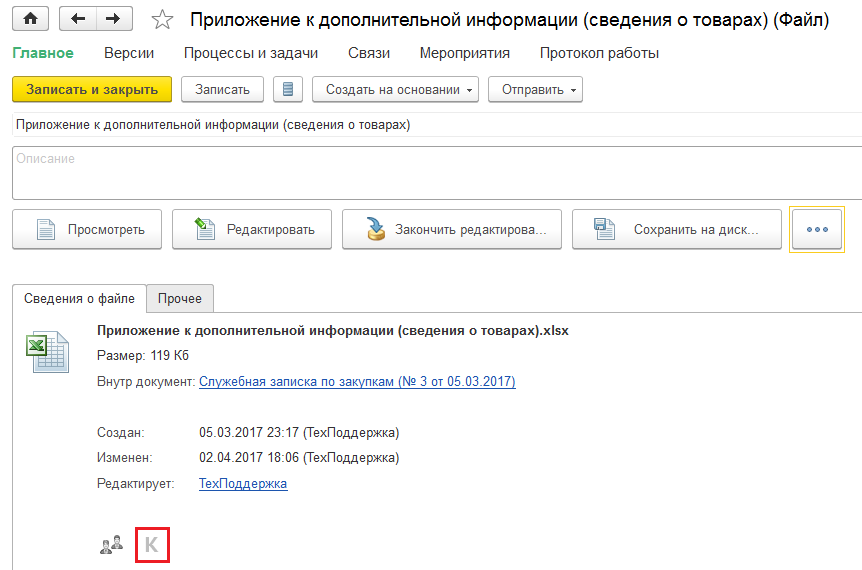 Приложение к дополнительной информации (сведения о товарах) (Файл)
Главное Версии Процессы и задачи Связи Мероприятия Протокол работы
Записать и закрыть Записать Создать на основании Отправить
Приложение к дополнительной информации (сведения о товарах)
Описание
Просмотреть Редактировать Закончить редактирова... Сохранить на диск...
Сведения о файле Прочее
Приложение к дополнительной информации (сведения о товарах).xlsx
Размер: 119 Кб
Внутр документ: Служебная записка по закупкам (№ 3 от 05.03.2017)
Создан: 05.03.2017 23:17 (ТехПоддержка)
Изменен: 02.04.2017 18:06 (ТехПоддержка)
Редактирует: ТехПоддержка
К